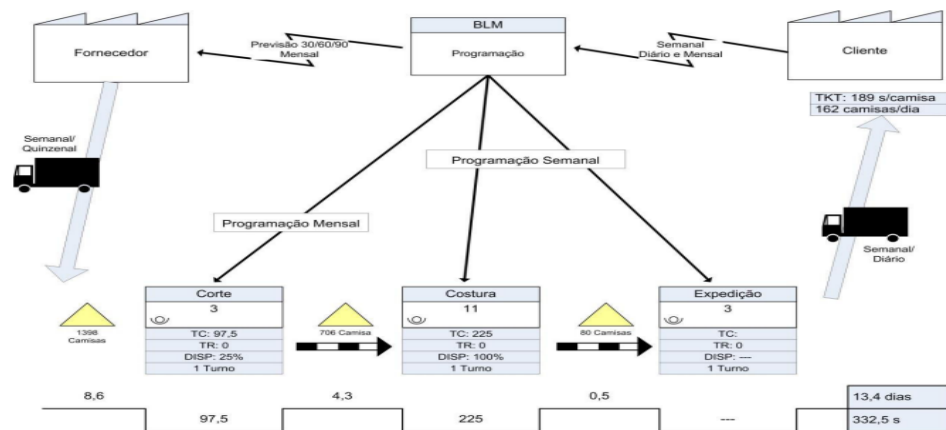 Fornecedor
Previsão 30/60/90
Mensal
BLM
Programação
Semanal
Diário e Mensal
Cliente
TKT: 189 s/camisa
162 camisas/dia
Semanal/
Quinzenal
Programação Semanal
Programação Mensal
Semanal/
Diário
1398
Camisas
Corte
3
TC: 97,5
TR: 0
DISP: 25%
1 Turno
706 Camisa
Costura
11
TC: 225
TR: 0
DISP: 100%
1 Turno
80 Camisas
Expedição
3
TC:
TR: 0
DISP: ---
1 Turno
8,6
4,3
0,5
13,4 dias
97,5
225
---
332,5 s